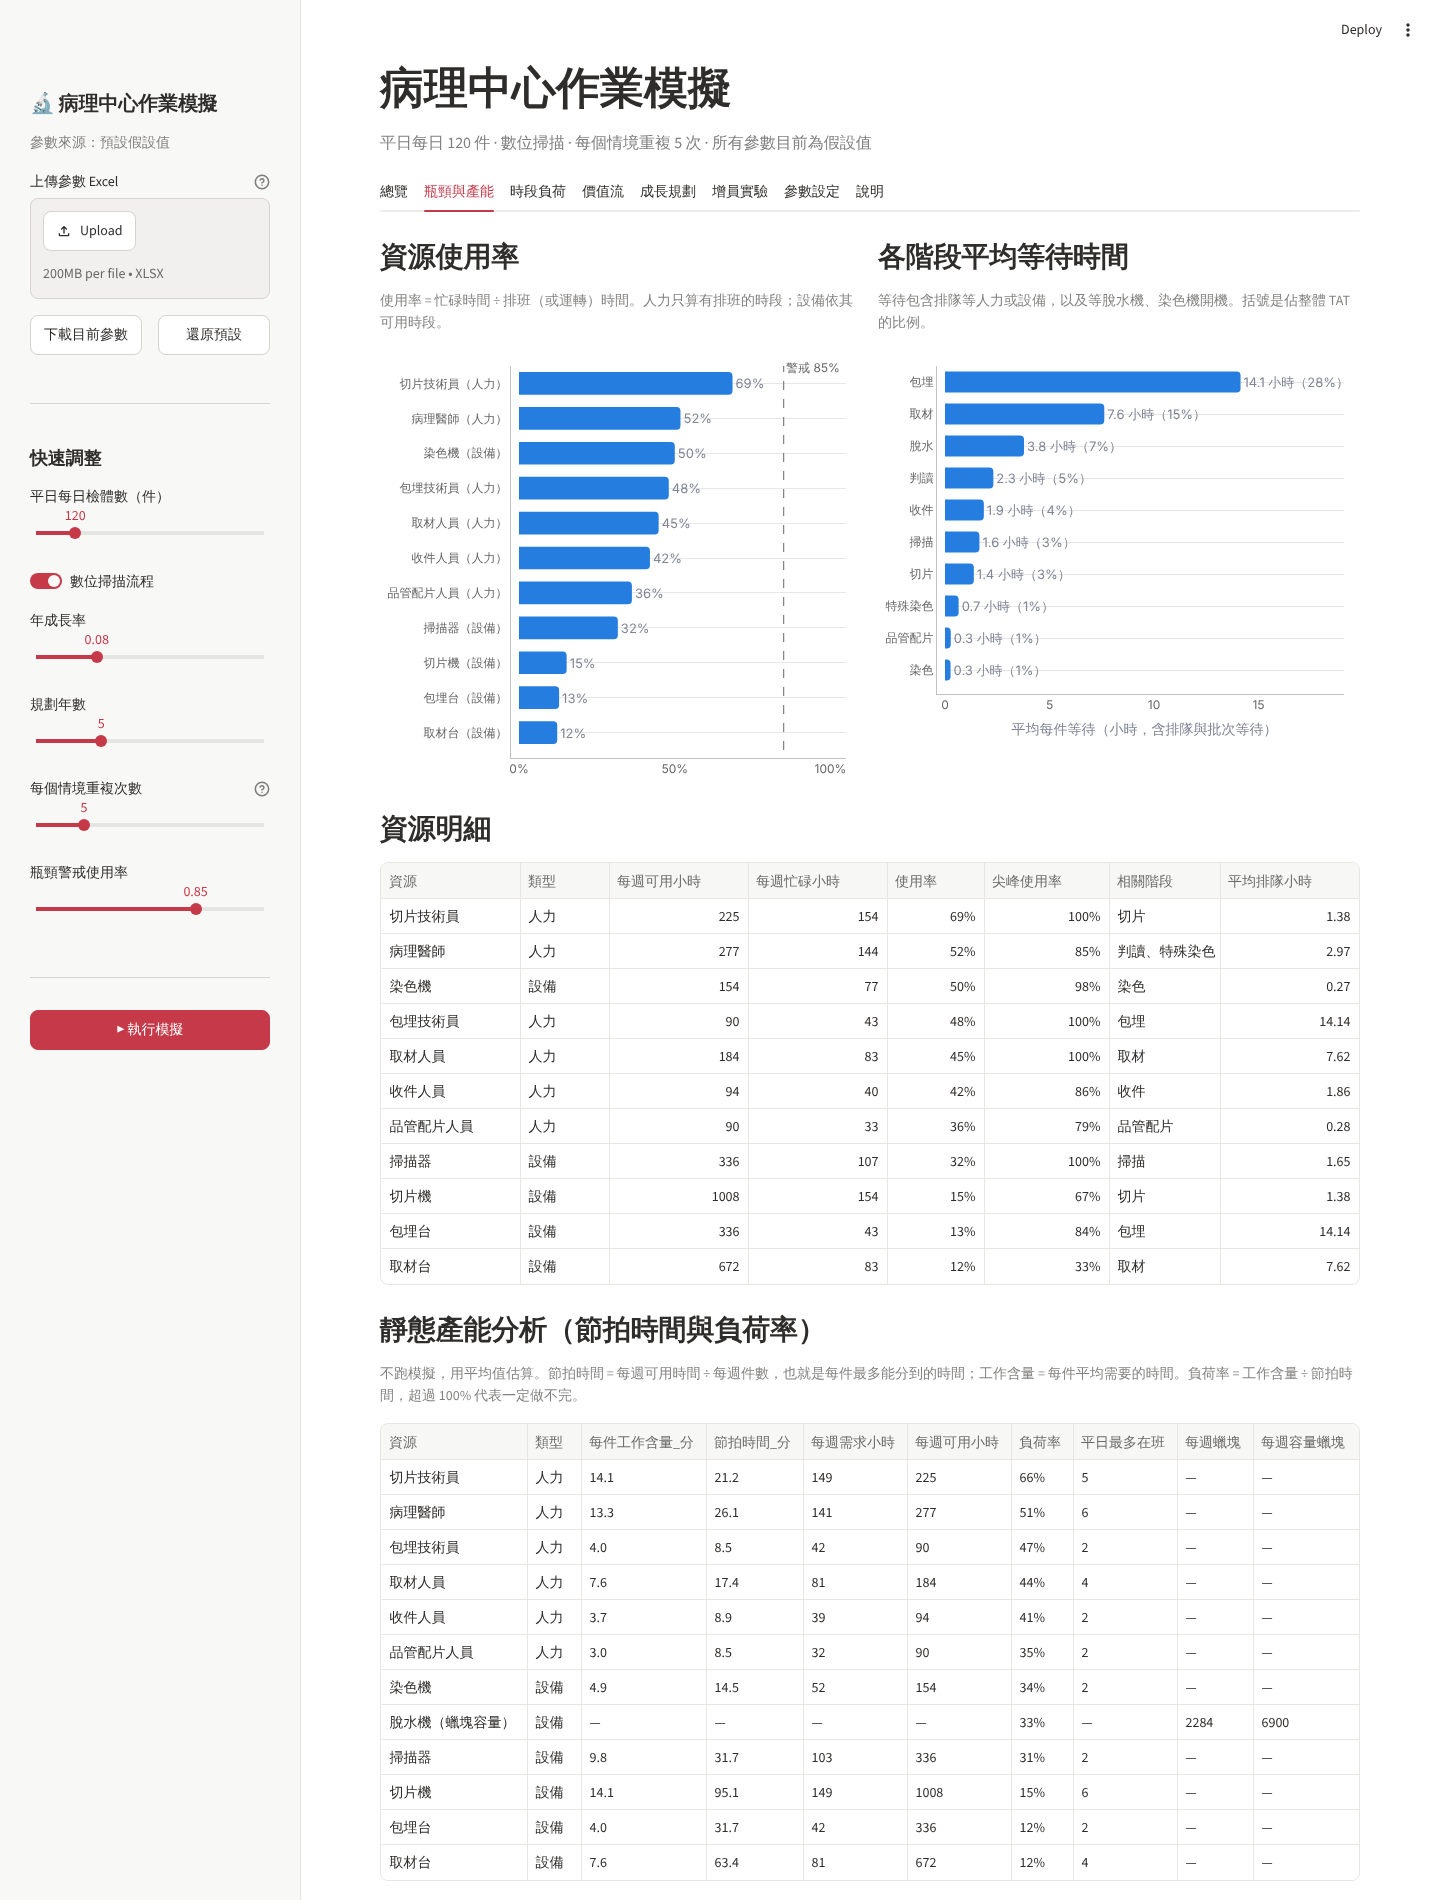 Deploy
🔬 病理中心作業模擬
參數來源：預設假設值
上傳參數 Excel
Upload
200MB per file • XLSX
下載目前參數 還原預設
快速調整
平日每日檢體數（件）
120
數位掃描流程
年成長率
0.08
規劃年數
5
每個情境重複次數
5
瓶頸警戒使用率
0.85
▶ 執行模擬
病理中心作業模擬
平日每日 120 件 · 數位掃描 · 每個情境重複 5 次 · 所有參數目前為假設值
總覽 瓶頸與產能 時段負荷 價值流 成長規劃 增員實驗 參數設定 說明
資源使用率
使用率 = 忙碌時間 ÷ 排班（或運轉）時間。人力只算有排班的時段；設備依其
可用時段。
警戒 85%
切片技術員（人力） 69%
病理醫師（人力） 52%
染色機（設備） 50%
包埋技術員（人力） 48%
取材人員（人力） 45%
收件人員（人力） 42%
品管配片人員（人力） 36%
掃描器（設備） 32%
切片機（設備） 15%
包埋台（設備） 13%
取材台（設備） 12%
0% 50% 100%
各階段平均等待時間
等待包含排隊等人力或設備，以及等脫水機、染色機開機。括號是佔整體 TAT
的比例。
包埋 14.1 小時（28%）
取材 7.6 小時（15%）
脫水 3.8 小時（7%）
判讀 2.3 小時（5%）
收件 1.9 小時（4%）
掃描 1.6 小時（3%）
切片 1.4 小時（3%）
特殊染色 0.7 小時（1%）
品管配片 0.3 小時（1%）
染色 0.3 小時（1%）
0 5 10 15
平均每件等待（小時，含排隊與批次等待）
資源明細
資源 類型 每週可用小時 每週忙碌小時 使用率 尖峰使用率 相關階段 平均排隊小時
切片技術員 人力 225 154 69% 100% 切片 1.38
病理醫師 人力 277 144 52% 85% 判讀、特殊染色 2.97
染色機 設備 154 77 50% 98% 染色 0.27
包埋技術員 人力 90 43 48% 100% 包埋 14.14
取材人員 人力 184 83 45% 100% 取材 7.62
收件人員 人力 94 40 42% 86% 收件 1.86
品管配片人員 人力 90 33 36% 79% 品管配片 0.28
掃描器 設備 336 107 32% 100% 掃描 1.65
切片機 設備 1008 154 15% 67% 切片 1.38
包埋台 設備 336 43 13% 84% 包埋 14.14
取材台 設備 672 83 12% 33% 取材 7.62
靜態產能分析（節拍時間與負荷率）
不跑模擬，用平均值估算。節拍時間 = 每週可用時間 ÷ 每週件數，也就是每件最多能分到的時間；工作含量 = 每件平均需要的時間。負荷率 = 工作含量 ÷ 節拍時
間，超過 100% 代表一定做不完。
資源 類型 每件工作含量_分 節拍時間_分 每週需求小時 每週可用小時 負荷率 平日最多在班 每週蠟塊 每週容量蠟塊
切片技術員 人力 14.1 21.2 149 225 66% 5 — —
病理醫師 人力 13.3 26.1 141 277 51% 6 — —
包埋技術員 人力 4.0 8.5 42 90 47% 2 — —
取材人員 人力 7.6 17.4 81 184 44% 4 — —
收件人員 人力 3.7 8.9 39 94 41% 2 — —
品管配片人員 人力 3.0 8.5 32 90 35% 2 — —
染色機 設備 4.9 14.5 52 154 34% 2 — —
脫水機（蠟塊容量） 設備 — — — — 33% — 2284 6900
掃描器 設備 9.8 31.7 103 336 31% 2 — —
切片機 設備 14.1 95.1 149 1008 15% 6 — —
包埋台 設備 4.0 31.7 42 336 12% 2 — —
取材台 設備 7.6 63.4 81 672 12% 4 — —